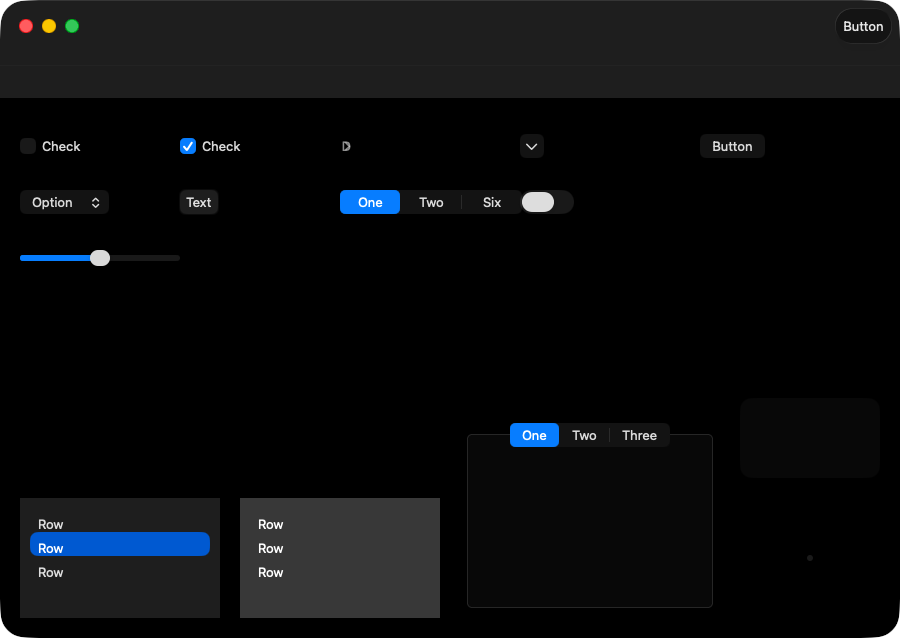 Button
Check
Check
Button
Option
Text
One
Two
Six
One
Two
Three
Row
Row
Row
Row
Row
Row